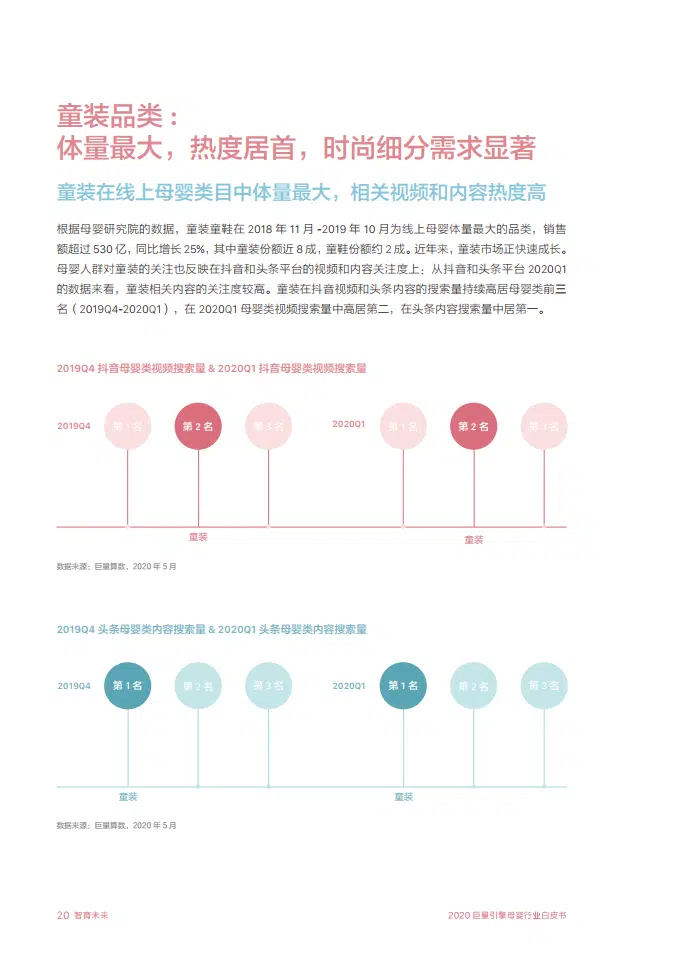 童装品类：
体量最大，热度居首，时尚细分需求显著
童装在线上母婴类目中体量最大，相关视频和内容热度高
根据母婴研究院的数据，童装童鞋在 2018 年 11 月 -2019 年 10 月为线上母婴体量最大的品类，销售
额超过 530 亿，同比增长 25%，其中童装份额近 8 成，童鞋份额约 2 成。近年来，童装市场正快速成长。
母婴人群对童装的关注也反映在抖音和头条平台的视频和内容关注度上；从抖音和头条平台 2020Q1
的数据来看，童装相关内容的关注度较高。童装在抖音视频和头条内容的搜索量持续高居母婴类前三
名（2019Q4-2020Q1），在 2020Q1 母婴类视频搜索量中高居第二，在头条内容搜索量中居第一。
2019Q4 抖音母婴类视频搜索量 & 2020Q1 抖音母婴类视频搜索量
2019Q4 第 1 名 第 2 名 第 3 名 2020Q1 第 1 名 第 2 名 第 3 名
童装 童装
数据来源：巨量算数，2020 年 5 月
2019Q4 头条母婴类内容搜索量 & 2020Q1 头条母婴类内容搜索量
2019Q4 第 1 名 第 2 名 第 3 名 2020Q1 第 1 名 第 2 名 第 3 名
童装 童装
数据来源：巨量算数，2020 年 5 月
20 智育未来 2020 巨量引擎母婴行业白皮书